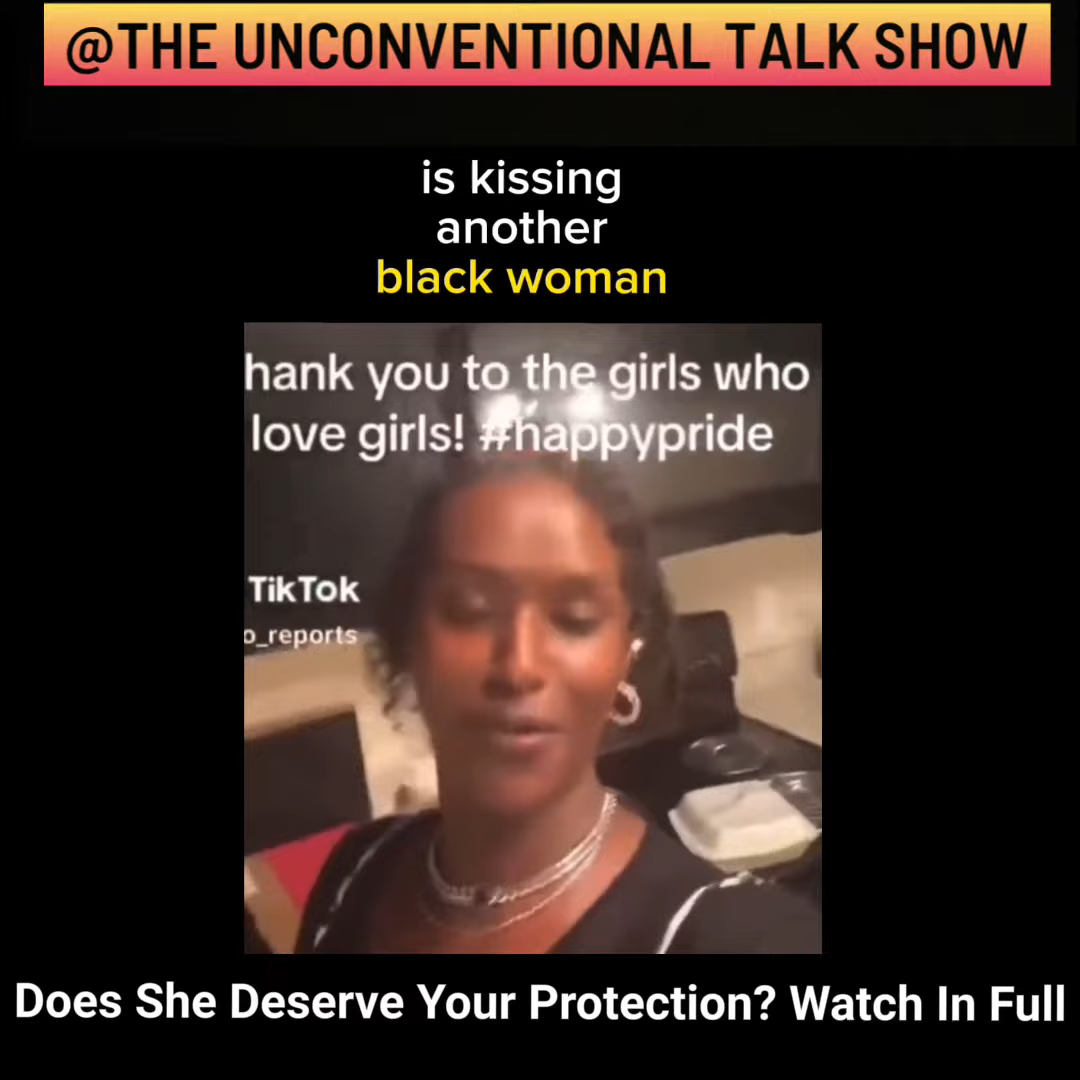 @THE UNCONVENTIONAL TALK SHOW
is kissing
another
black woman
hank you to the girls who
love girls! #happypride
TikTok
o_reports
Does She Deserve Your Protection? Watch In Full